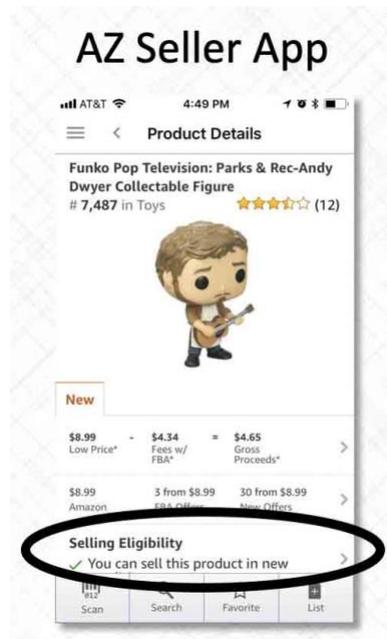 AZ Seller App
AT&T 4:49 PM
Product Details
Funko Pop Television: Parks & Rec-Andy
Dwyer Collectable Figure
# 7,487 in Toys (12)
New
$8.99 - $4.34 = $4.65
Low Price* Fees w/ Gross
FBA* Proceeds*
$8.99 3 from $8.99 30 from $8.99
Amazon FBA Offers New Offers
Selling Eligibility
✓ You can sell this product in new
Scan Search Favorite List